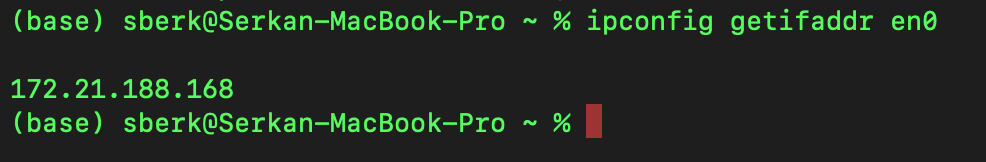 (base) sberk@Serkan-MacBook-Pro ~ % ipconfig getifaddr en0
172.21.188.168
(base) sberk@Serkan-MacBook-Pro ~ %